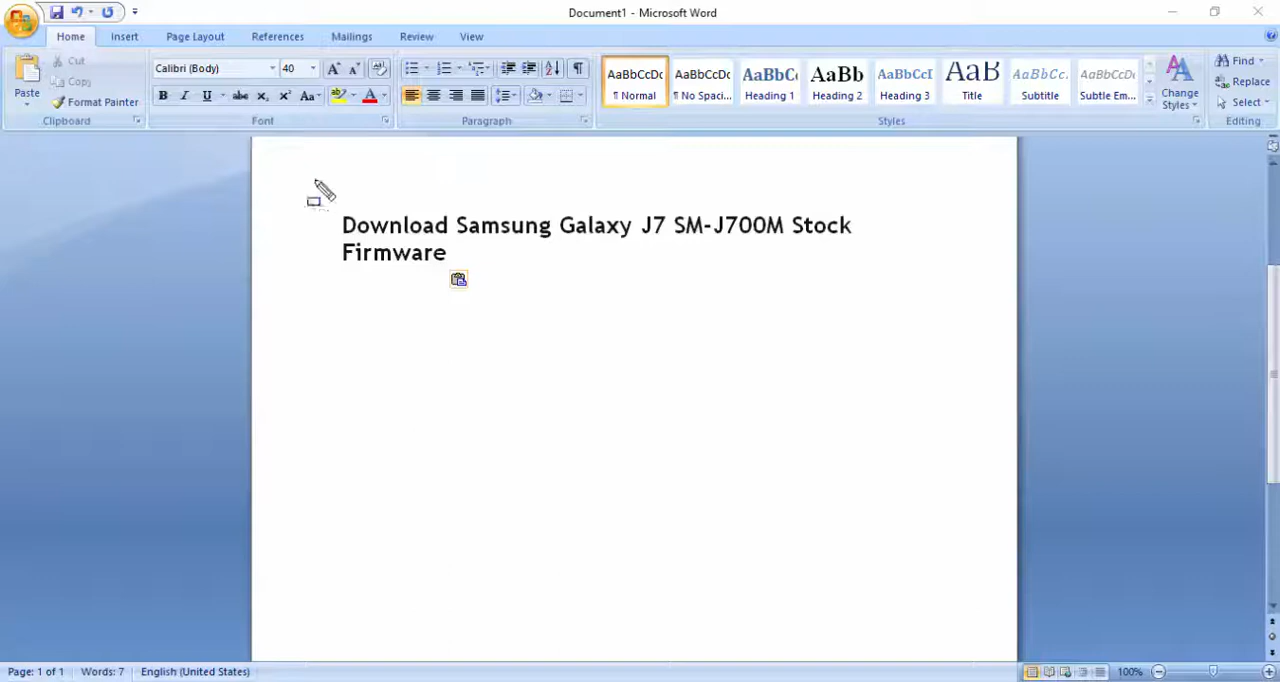 Document1 - Microsoft Word
Home Insert Page Layout References Mailings Review View
Paste
Cut
Copy
Format Painter
Clipboard
Calibri (Body) 40
Font
Paragraph
AaBbCcDc AaBbCcDc AaBbC AaBb AaBbCcI AaB AaBbCc. AaBbCcDc
¶ Normal ¶ No Spaci... Heading 1 Heading 2 Heading 3 Title Subtitle Subtle Em...
Change
Styles
Styles
Find
Replace
Select
Editing
Download Samsung Galaxy J7 SM-J700M Stock
Firmware
Page: 1 of 1 Words: 7 English (United States) 100%